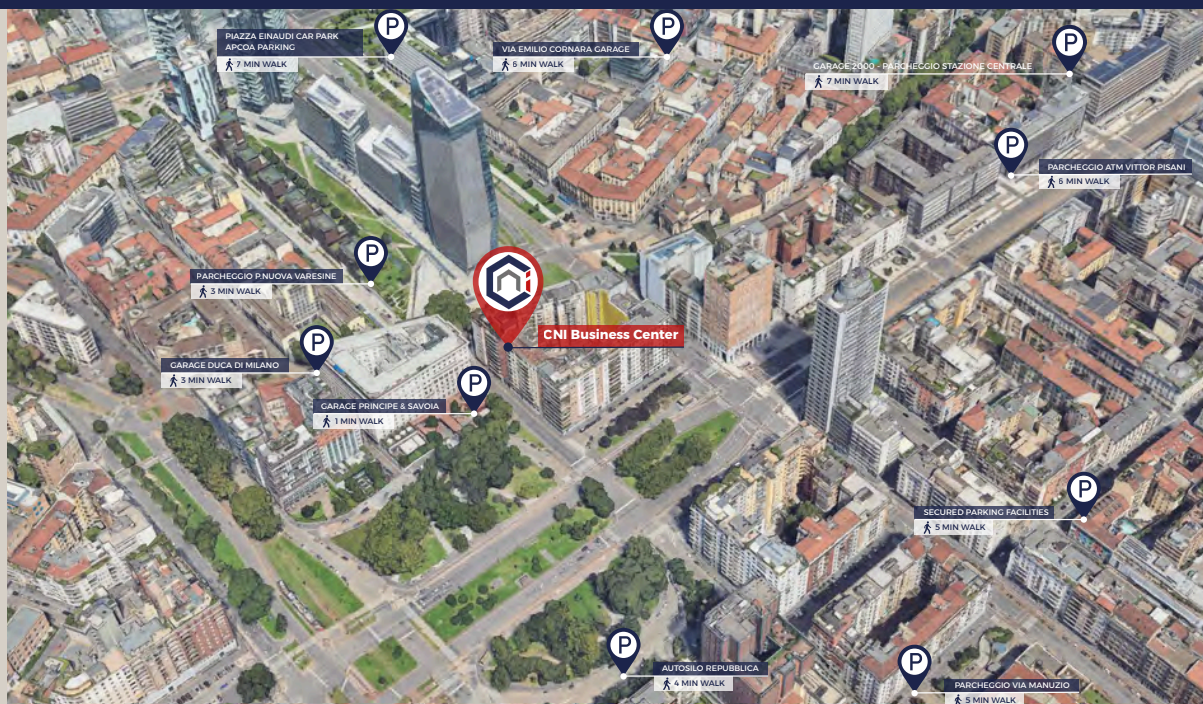 P
P
P
PIAZZA EINAUDI CAR PARK
APCOA PARKING
7 MIN WALK
VIA EMILIO CORNARA GARAGE
6 MIN WALK
GARAGE 2000 - PARCHEGGIO STAZIONE CENTRALE
7 MIN WALK
P
PARCHEGGIO ATM VITTOR PISANI
6 MIN WALK
P
PARCHEGGIO P.NUOVA VARESINE
3 MIN WALK
CNI Business Center
P
GARAGE DUCA DI MILANO
3 MIN WALK
P
GARAGE PRINCIPE & SAVOIA
1 MIN WALK
P
SECURED PARKING FACILITIES
5 MIN WALK
P
AUTOSILO REPUBBLICA
4 MIN WALK
P
PARCHEGGIO VIA MANUZIO
5 MIN WALK